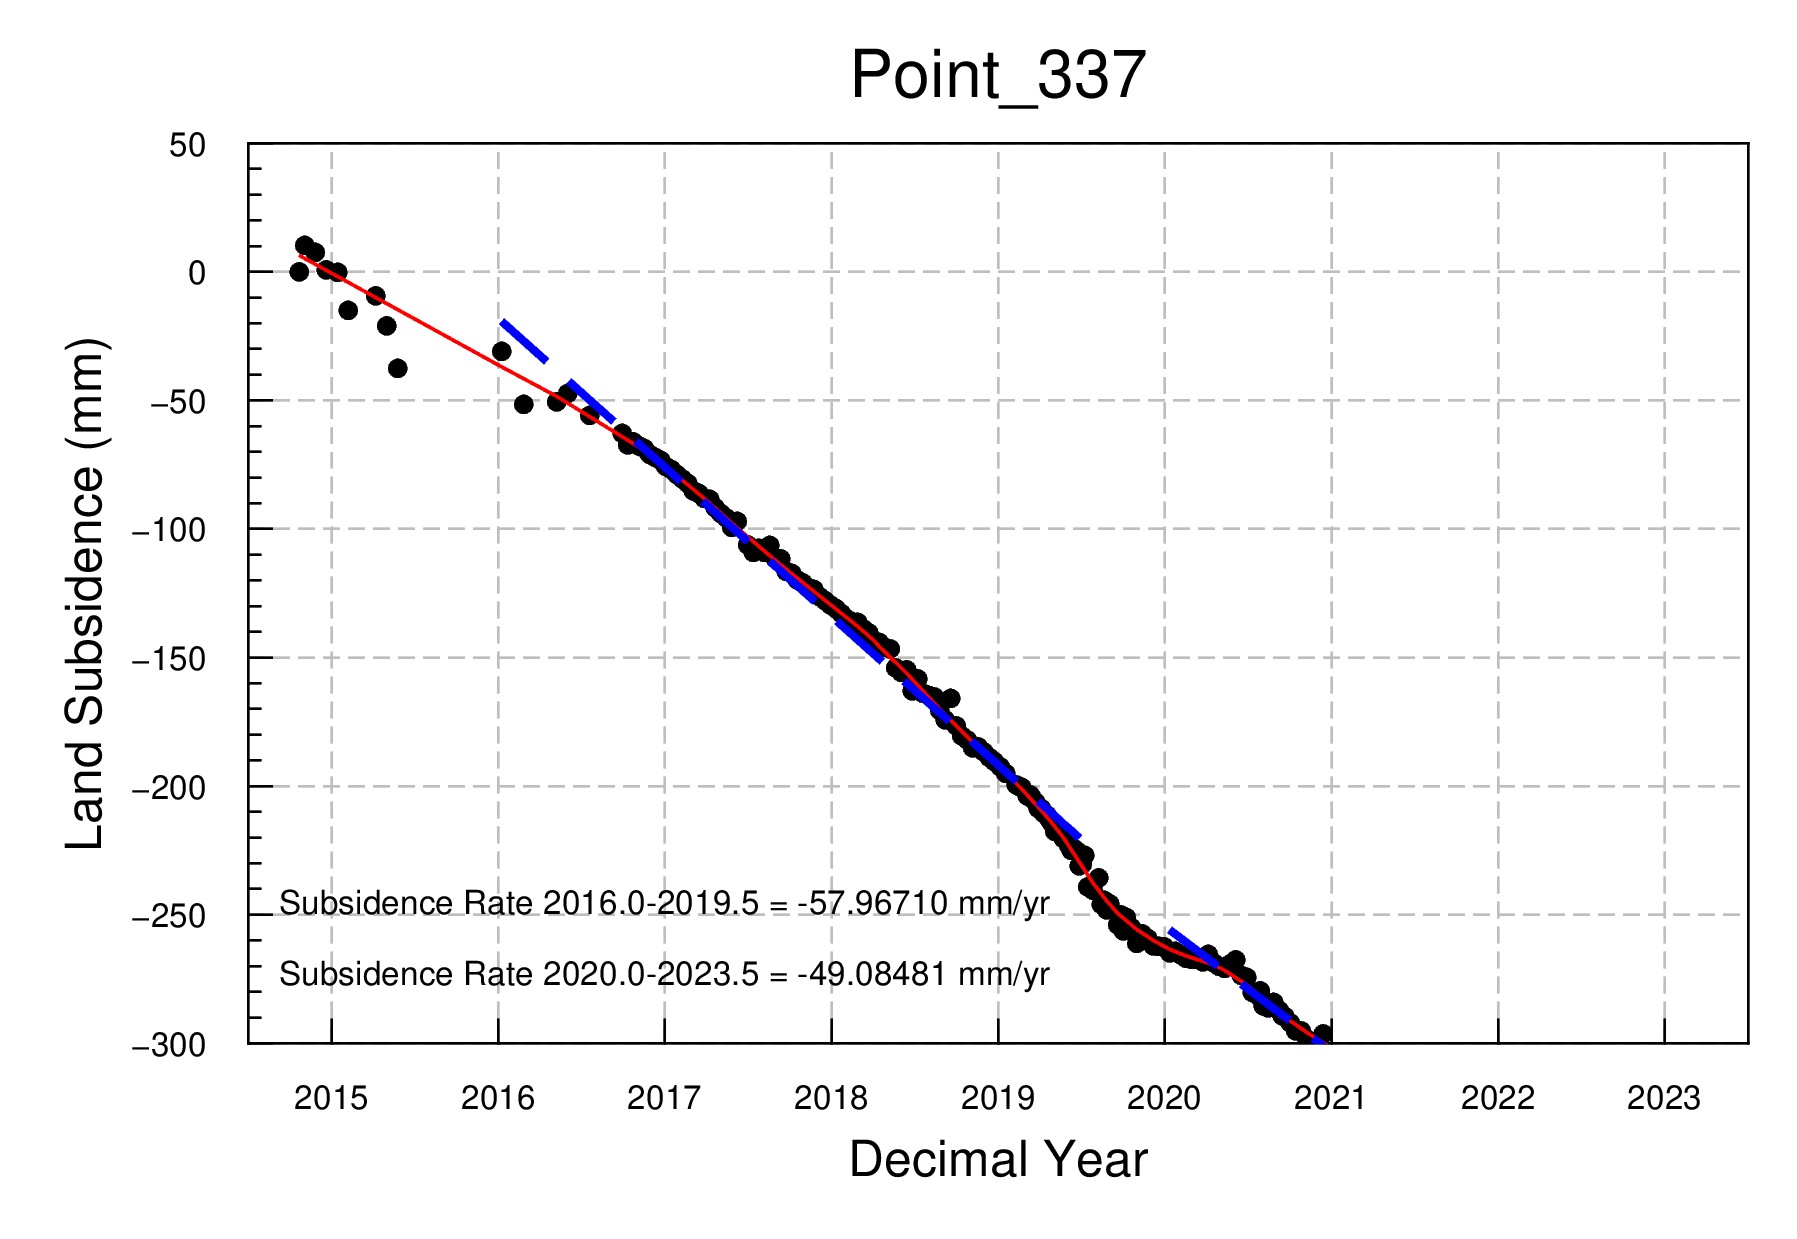 Point_337
50
0
−50
−100
−150
−200
−250
−300
Land Subsidence (mm)
Subsidence Rate 2016.0-2019.5 = -57.96710 mm/yr
Subsidence Rate 2020.0-2023.5 = -49.08481 mm/yr
2015 2016 2017 2018 2019 2020 2021 2022 2023
Decimal Year